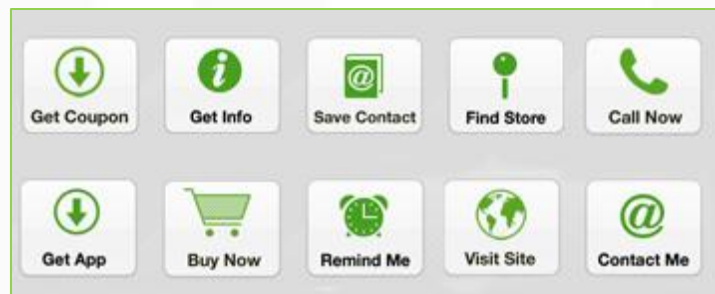 Get Coupon
Get Info
Save Contact
Find Store
Call Now
Get App
Buy Now
Remind Me
Visit Site
Contact Me